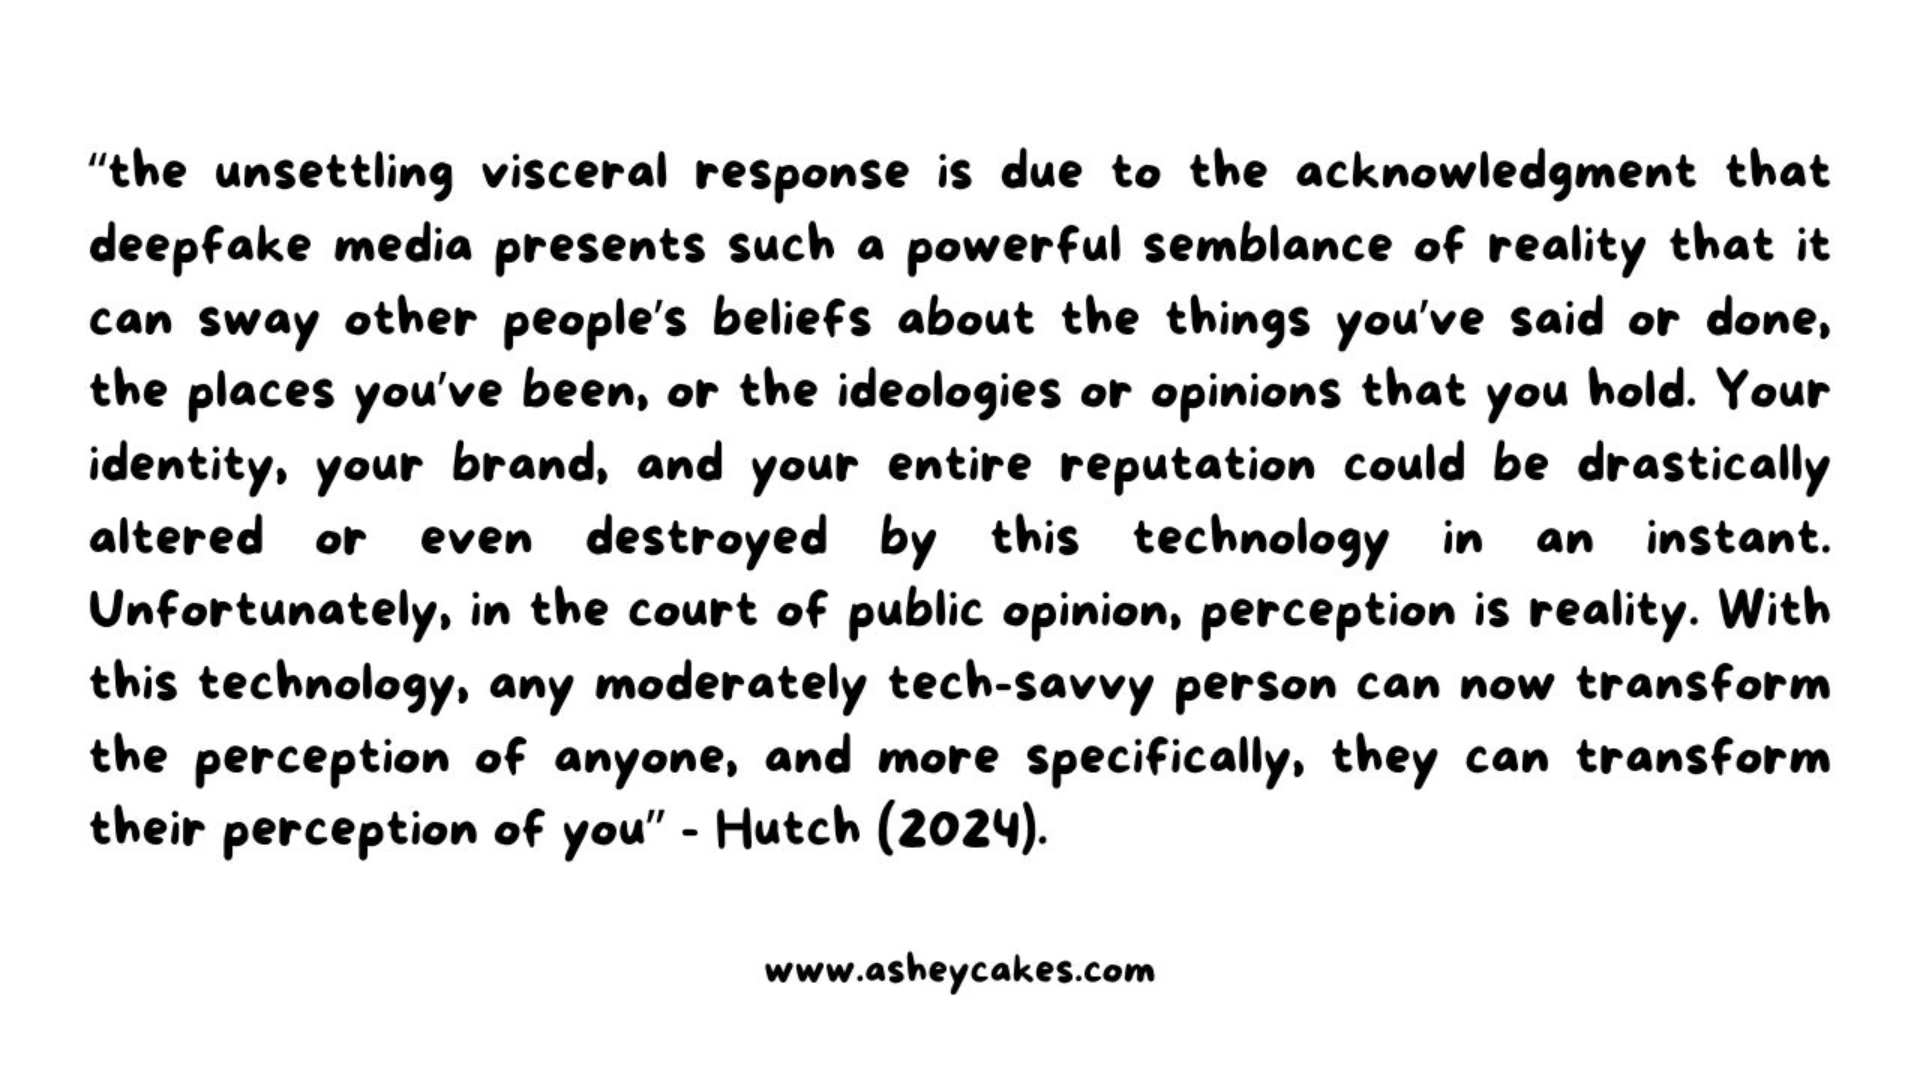 “the unsettling visceral response is due to the acknowledgment that
deepfake media presents such a powerful semblance of reality that it
can sway other people’s beliefs about the things you’ve said or done,
the places you’ve been, or the ideologies or opinions that you hold. Your
identity, your brand, and your entire reputation could be drastically
altered or even destroyed by this technology in an instant.
Unfortunately, in the court of public opinion, perception is reality. With
this technology, any moderately tech-savvy person can now transform
the perception of anyone, and more specifically, they can transform
their perception of you” - Hutch (2024).
www.asheycakes.com